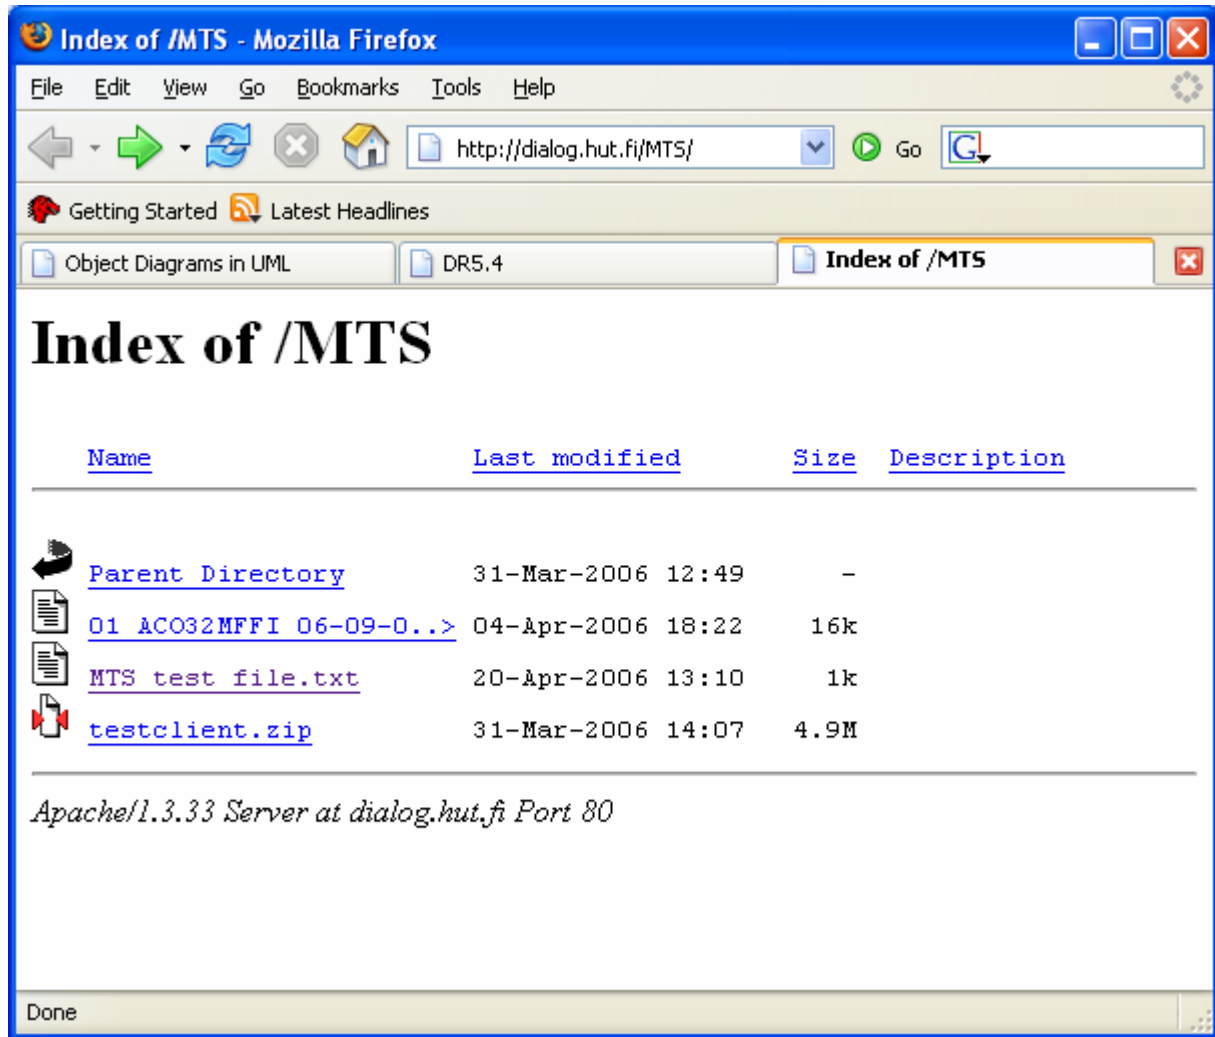 Index of /MTS - Mozilla Firefox
File Edit View Go Bookmarks Tools Help
http://dialog.hut.fi/MTS/ Go G
Getting Started Latest Headlines
Object Diagrams in UML DR5.4 Index of /MTS
Index of /MTS
Name Last modified Size Description
Parent Directory 31-Mar-2006 12:49 -
01 ACO32MFFI 06-09-0..> 04-Apr-2006 18:22 16k
MTS test file.txt 20-Apr-2006 13:10 1k
testclient.zip 31-Mar-2006 14:07 4.9M
Apache/1.3.33 Server at dialog.hut.fi Port 80
Done